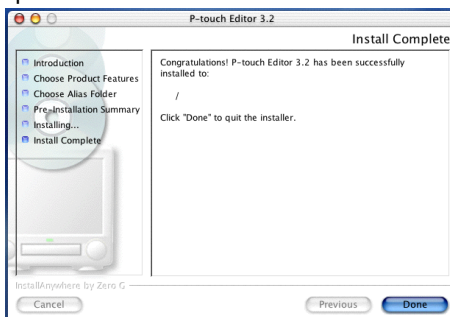 P-touch Editor 3.2
Install Complete
Introduction
Choose Product Features
Choose Alias Folder
Pre-Installation Summary
Installing...
Install Complete
Congratulations! P-touch Editor 3.2 has been successfully
installed to:
/
Click "Done" to quit the installer.
InstallAnywhere by Zero G
Cancel
Previous
Done